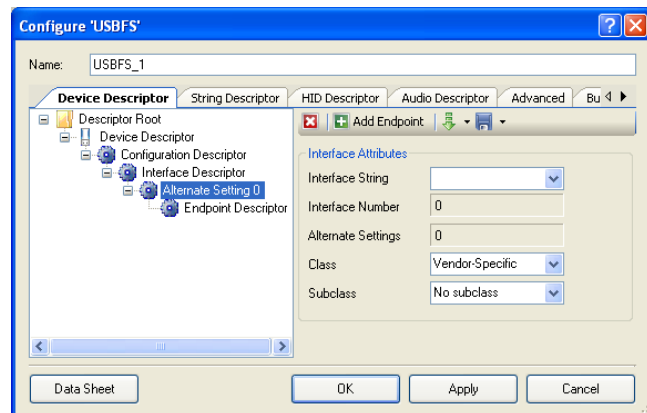 Configure 'USBFS'
Name: USBFS_1
Device Descriptor String Descriptor HID Descriptor Audio Descriptor Advanced Bu
Descriptor Root
Device Descriptor
Configuration Descriptor
Interface Descriptor
Alternate Setting 0
Endpoint Descriptor
Add Endpoint
Interface Attributes
Interface String
Interface Number 0
Alternate Settings 0
Class Vendor-Specific
Subclass No subclass
Data Sheet OK Apply Cancel